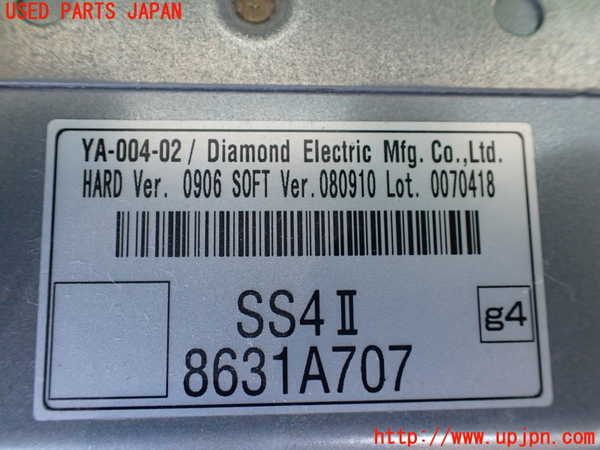 USED PARTS JAPAN
YA-004-02 / Diamond Electric Mfg. Co.,Ltd.
HARD Ver. 0906 SOFT Ver. 080910 Lot. 0070418
SS4Ⅱ
g4
8631A707
http://www.upjpn.com/